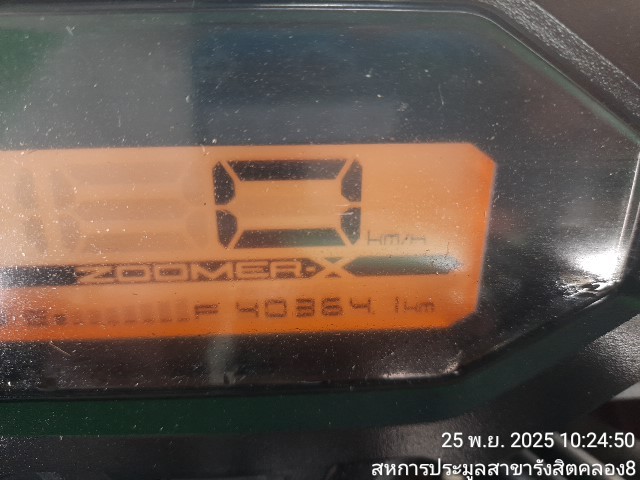 0 km/h
ZOOMER-X
F 40364.1 km
25 พ.ย. 2025 10:24:50
สหการประมูลสาขารังสิตคลอง8